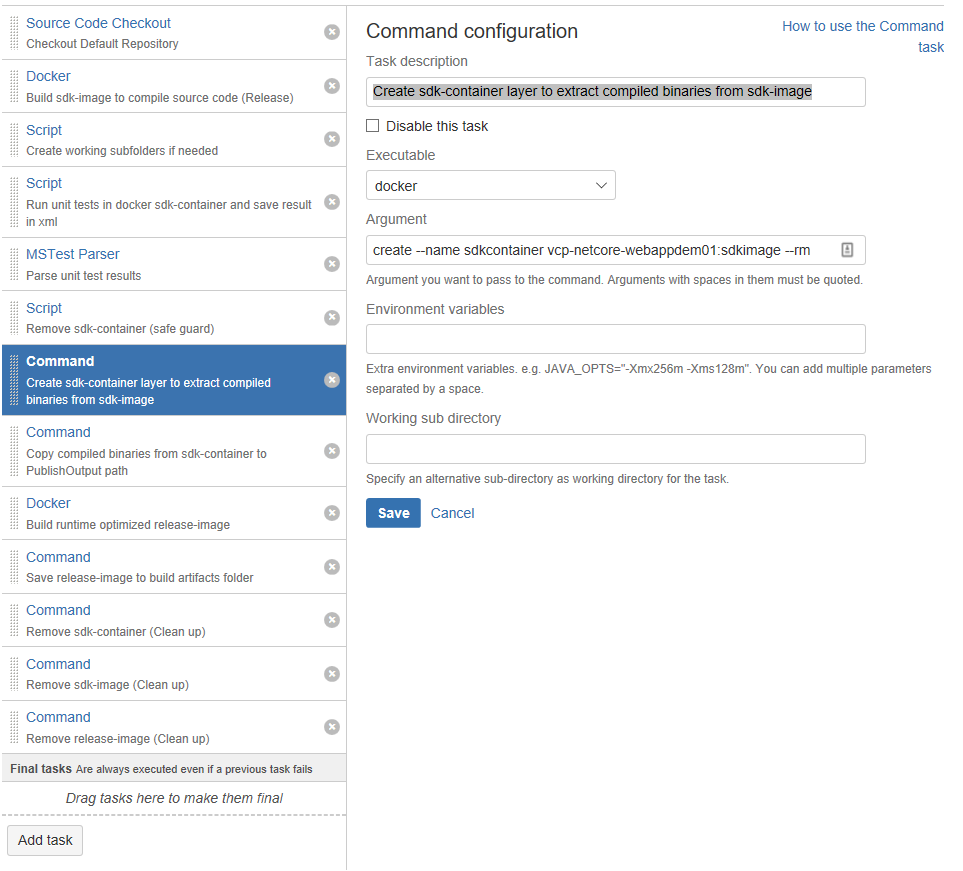 Source Code Checkout
Checkout Default Repository
Docker
Build sdk-image to compile source code (Release)
Script
Create working subfolders if needed
Script
Run unit tests in docker sdk-container and save result
in xml
MSTest Parser
Parse unit test results
Script
Remove sdk-container (safe guard)
Command
Create sdk-container layer to extract compiled
binaries from sdk-image
Command
Copy compiled binaries from sdk-container to
PublishOutput path
Docker
Build runtime optimized release-image
Command
Save release-image to build artifacts folder
Command
Remove sdk-container (Clean up)
Command
Remove sdk-image (Clean up)
Command
Remove release-image (Clean up)
Final tasks Are always executed even if a previous task fails
Drag tasks here to make them final
Add task
Command configuration
How to use the Command
task
Task description
Create sdk-container layer to extract compiled binaries from sdk-image
Disable this task
Executable
docker
Argument
create --name sdkcontainer vcp-netcore-webappdem01:sdkimage --rm
Argument you want to pass to the command. Arguments with spaces in them must be quoted.
Environment variables
Extra environment variables. e.g. JAVA_OPTS="-Xmx256m -Xms128m". You can add multiple parameters
separated by a space.
Working sub directory
Specify an alternative sub-directory as working directory for the task.
Save
Cancel